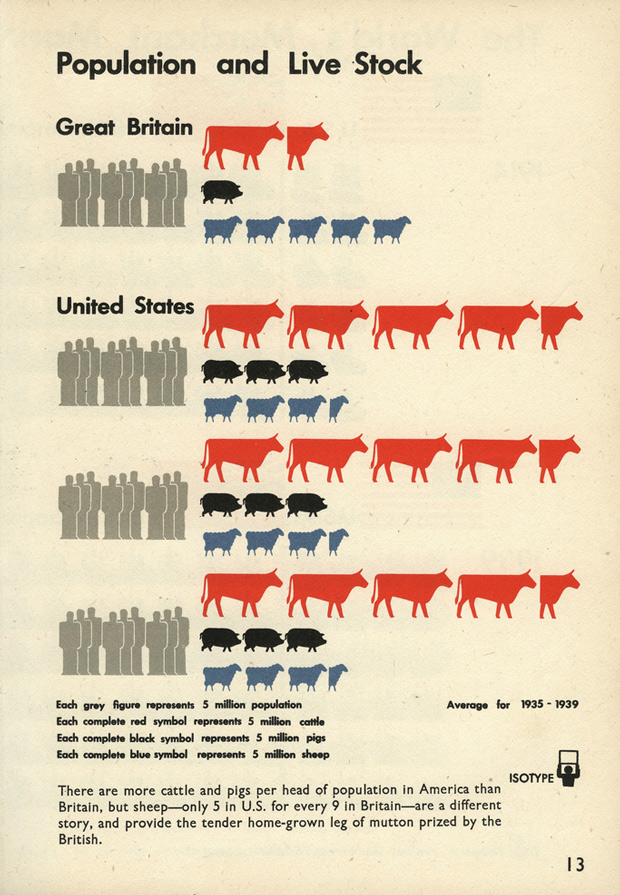 Population and Live Stock
Great Britain
United States
Each grey figure represents 5 million population
Each complete red symbol represents 5 million cattle
Each complete black symbol represents 5 million pigs
Each complete blue symbol represents 5 million sheep
Average for 1935 - 1939
ISOTYPE
There are more cattle and pigs per head of population in America than
Britain, but sheep—only 5 in U.S. for every 9 in Britain—are a different
story, and provide the tender home-grown leg of mutton prized by the
British.
13